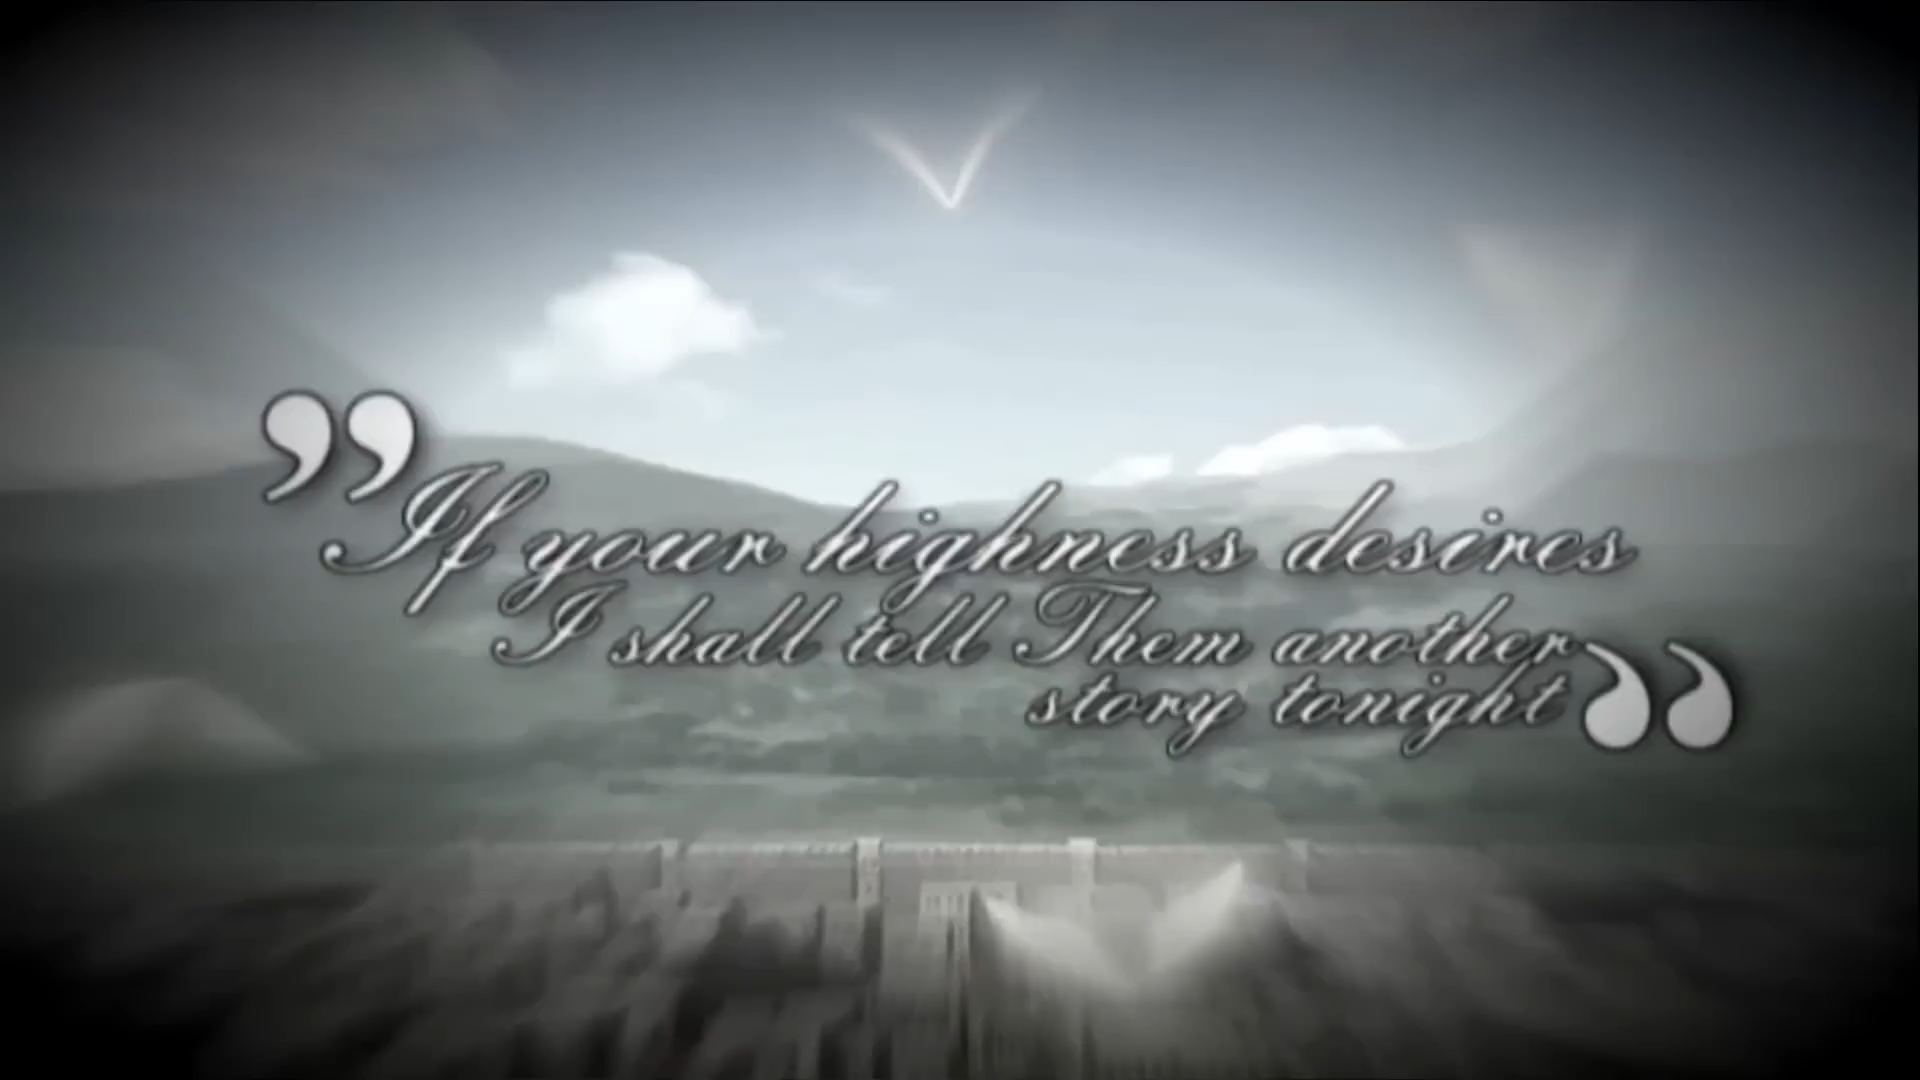 ”If your highness desires
I shall tell Them another
story tonight“